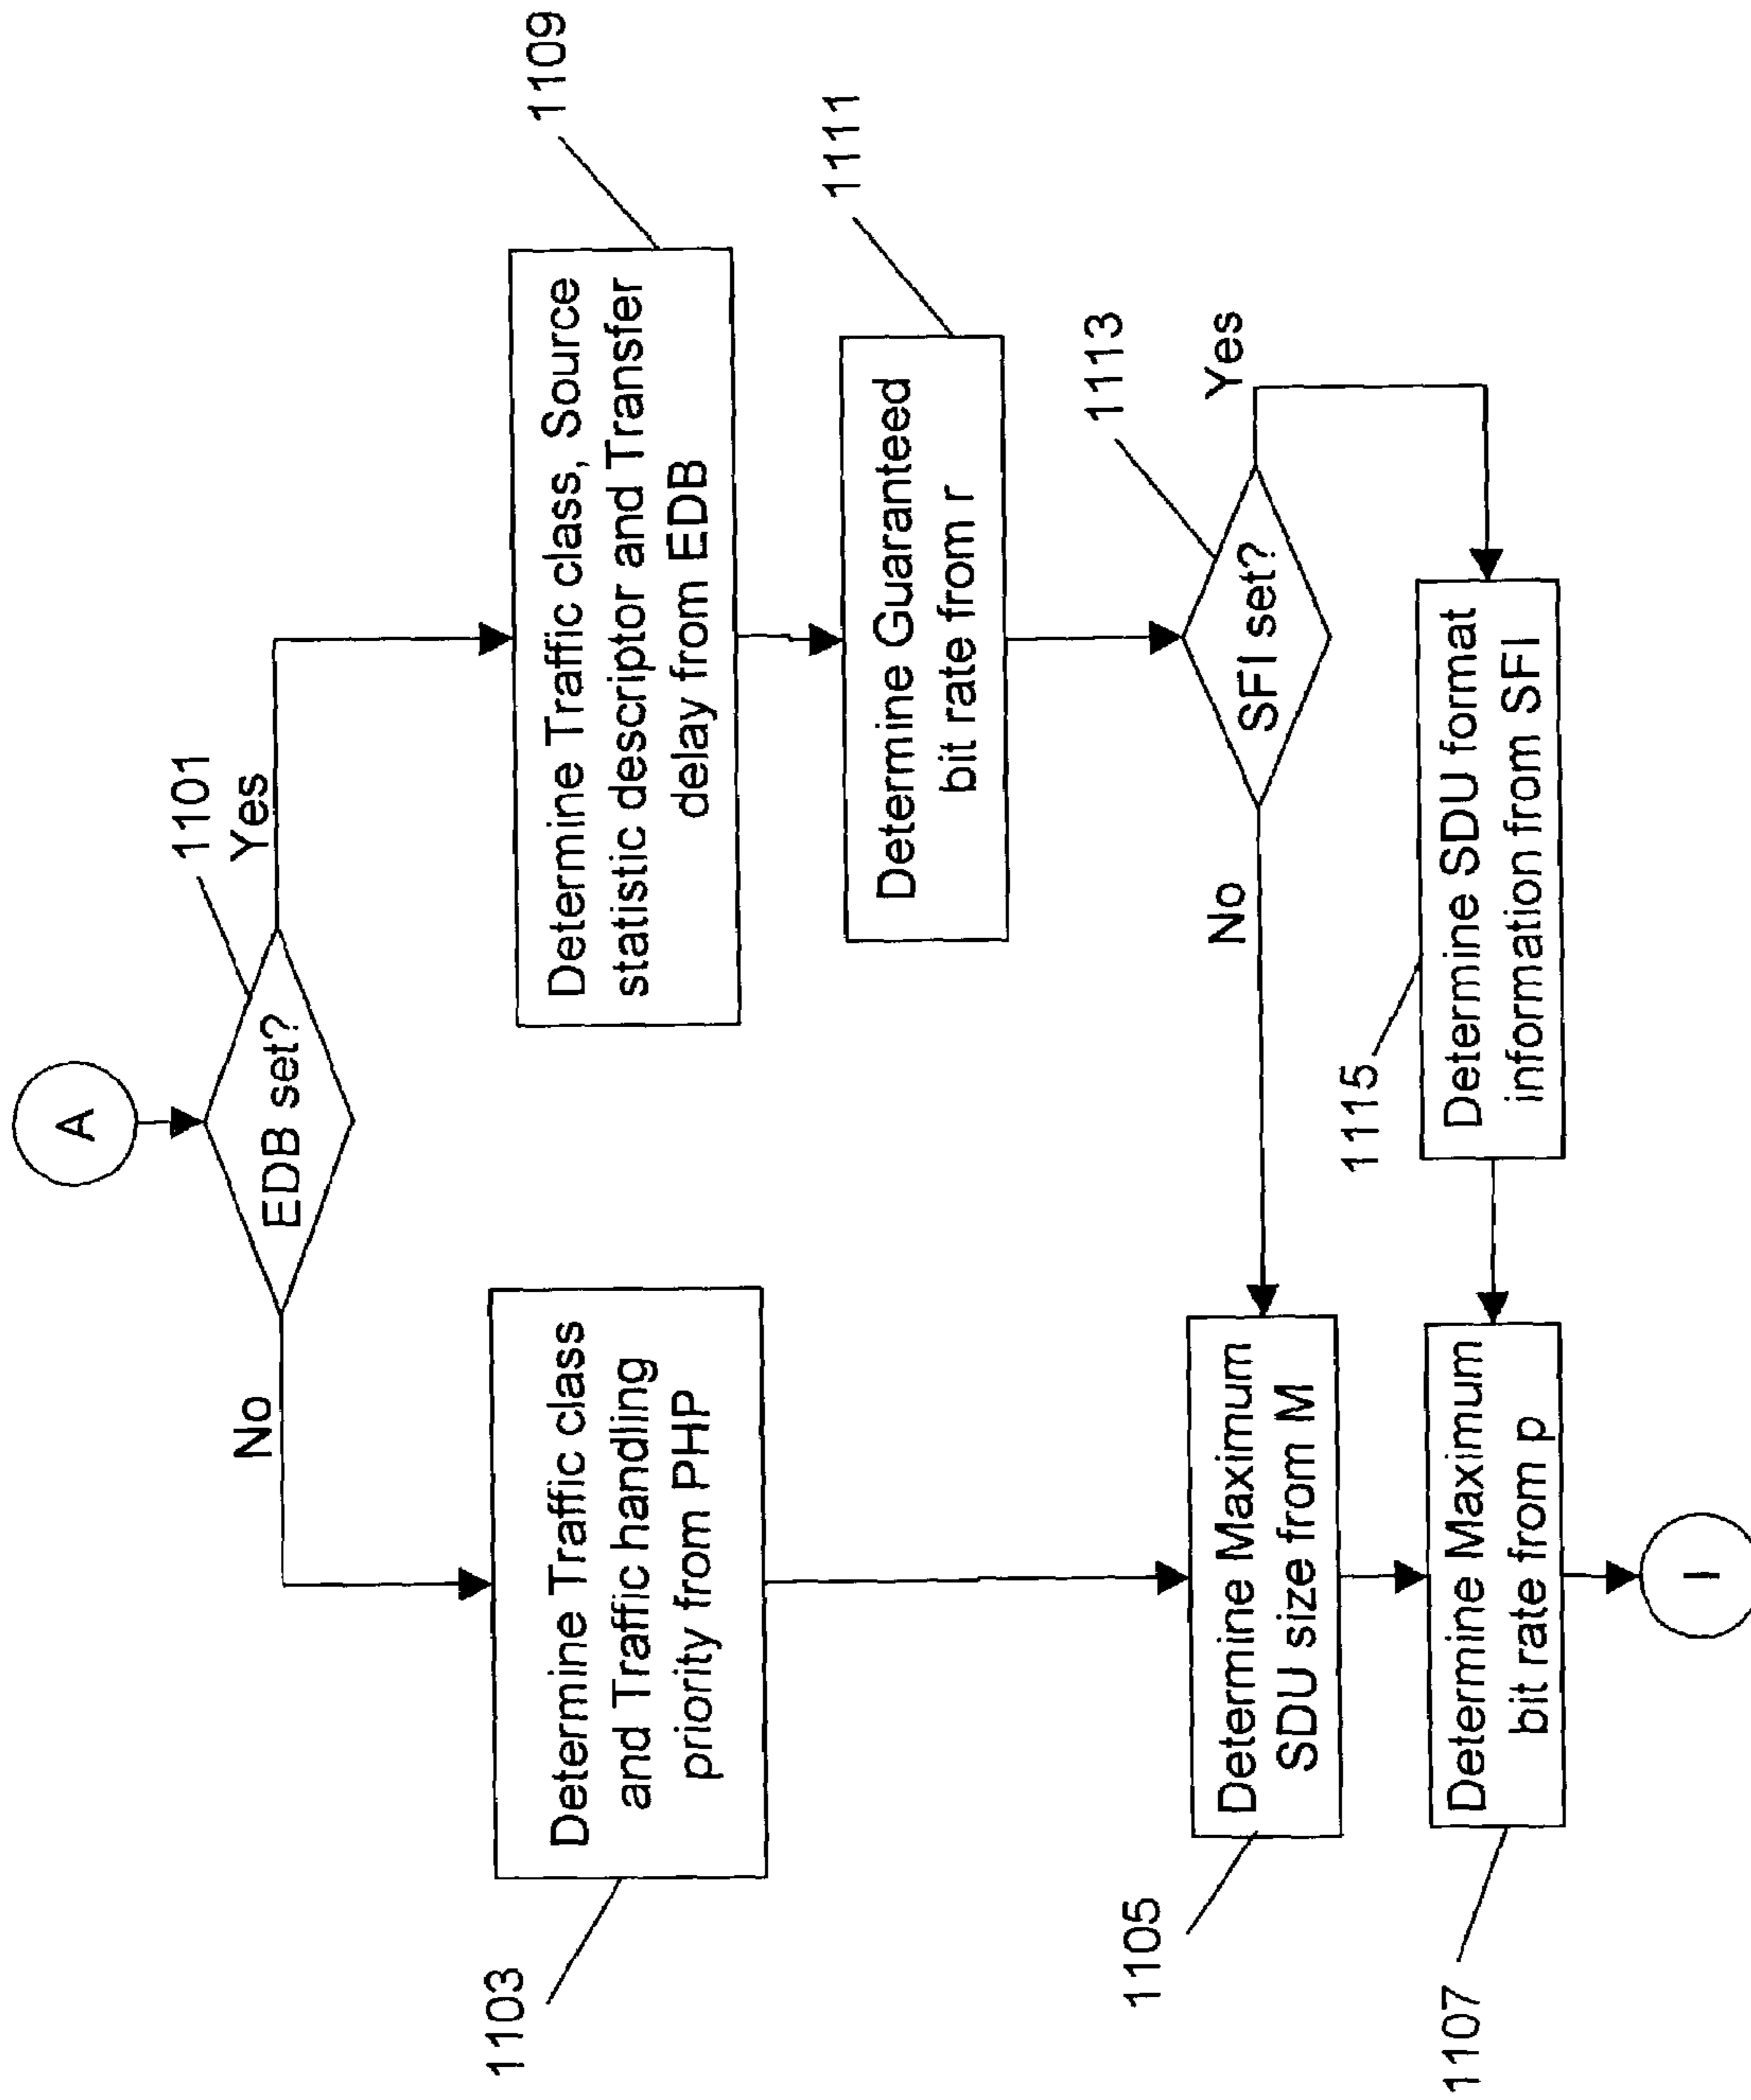 A
1101
EDB set?
No
Yes
Determine Traffic class
and Traffic handling
priority from PHP
1103
Determine Traffic class, Source
statistic descriptor and Transfer
delay from EDB
1109
Determine Guaranteed
bit rate from r
1111
SFI set?
1113
No
Yes
Determine Maximum
SDU size from M
1105
Determine SDU format
information from SFI
1115
Determine Maximum
bit rate from p
1107
I